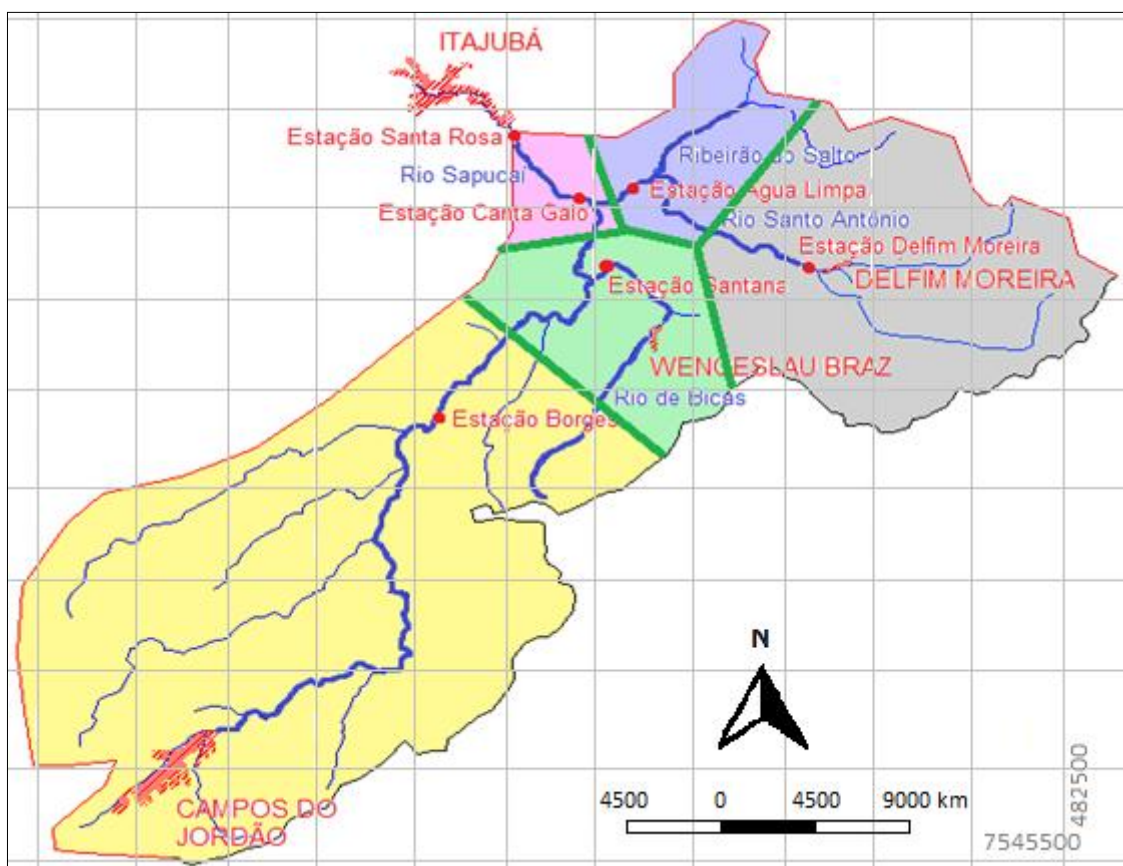 ITAJUBÁ
Estação Santa Rosa
Ribeirão do Salto
Rio Sapucaí
Estação Água Limpa
Estação Canta Galo
Rio Santo Antônio
Estação Delfim Moreira
DELFIM MOREIRA
Estação Santana
WENCESLAU BRAZ
Rio de Bicas
Estação Borges
N
4500 0 4500 9000 km
482500
7545500
CAMPOS DO
JORDÃO